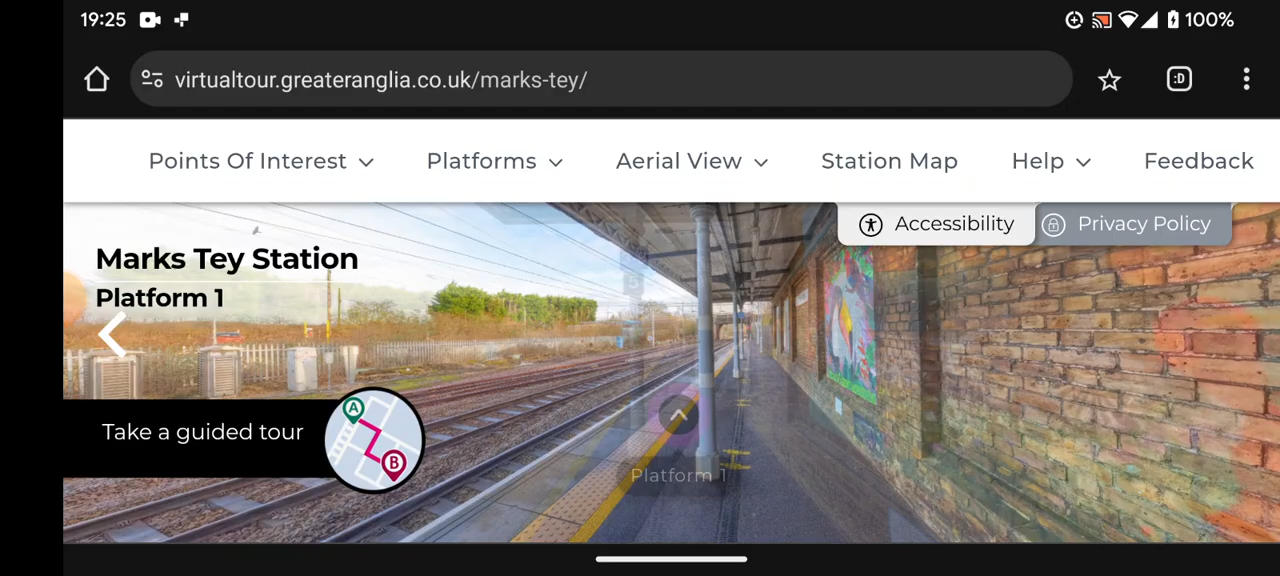 19:25
100%
virtualtour.greateranglia.co.uk/marks-tey/
:D
Points Of Interest
Platforms
Aerial View
Station Map
Help
Feedback
Accessibility
Privacy Policy
Marks Tey Station
Platform 1
Take a guided tour
A
B
Platform 1